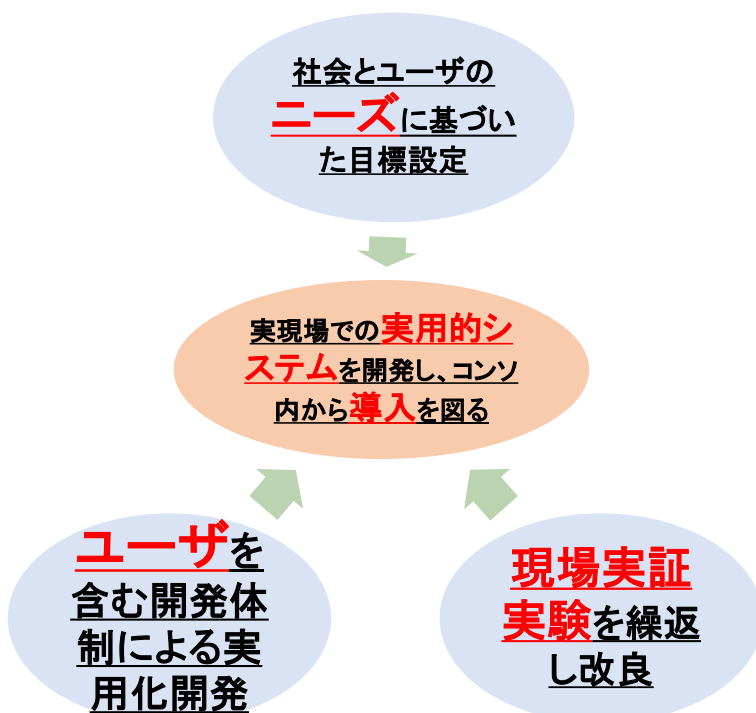 社会とユーザの
ニーズに基づい
た目標設定
実現場での実用的シ
ステムを開発し、コンソ
内から導入を図る
ユーザを
含む開発体
制による実
用化開発
現場実証
実験を繰返
し改良